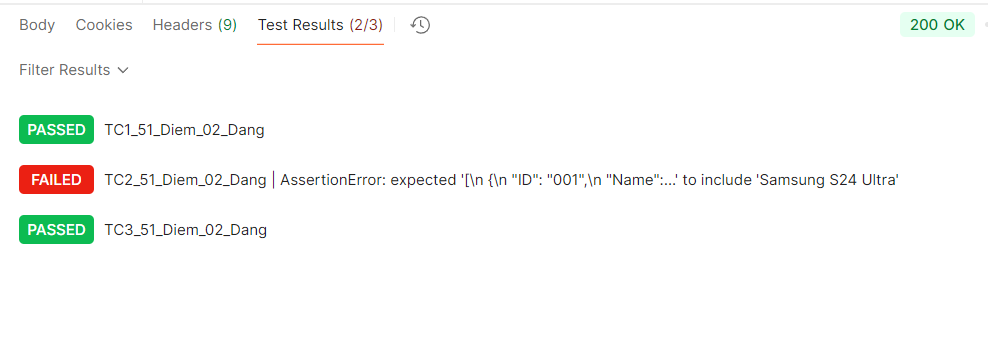 Body Cookies Headers (9) Test Results (2/3) 200 OK
Filter Results
PASSED TC1_51_Diem_02_Dang
FAILED TC2_51_Diem_02_Dang | AssertionError: expected '[\n {\n "ID": "001",\n "Name":...' to include 'Samsung S24 Ultra'
PASSED TC3_51_Diem_02_Dang